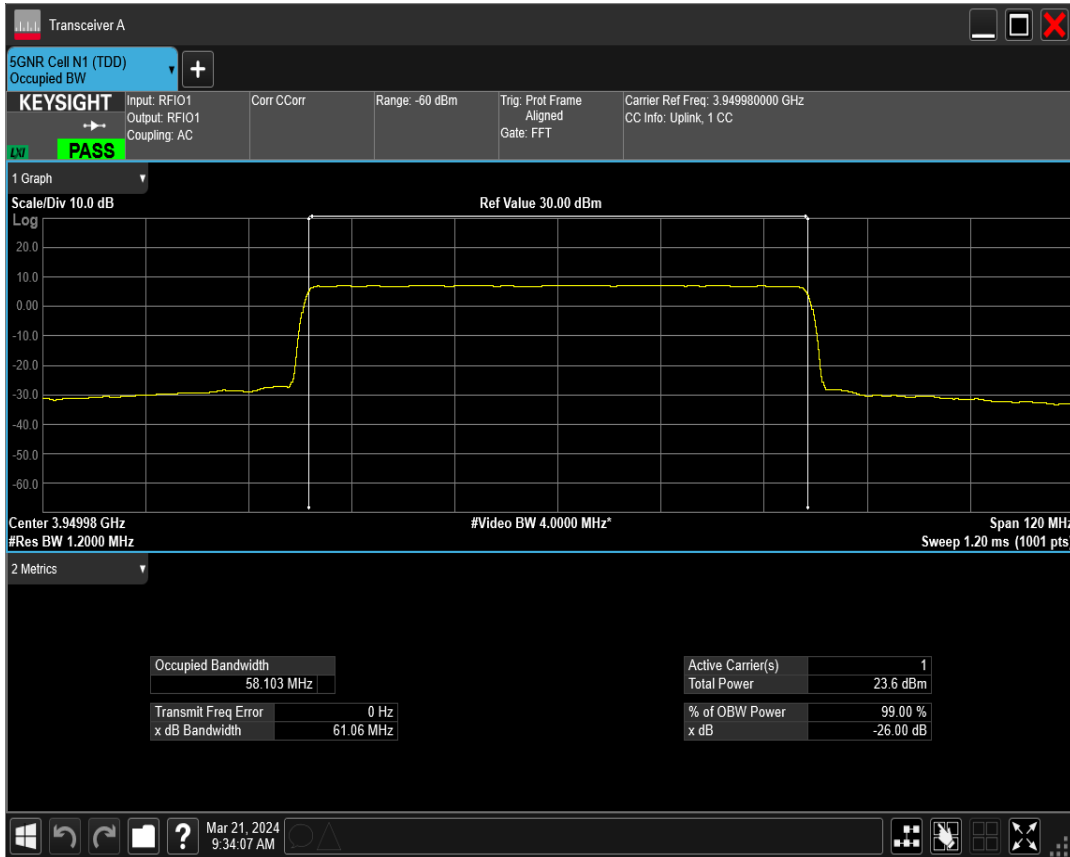 Transceiver A
5GNR Cell N1 (TDD)
Occupied BW
+
KEYSIGHT
LXI
PASS
Input: RFIO1
Output: RFIO1
Coupling: AC
Corr CCorr
Range: -60 dBm
Trig: Prot Frame
Aligned
Gate: FFT
Carrier Ref Freq: 3.949980000 GHz
CC Info: Uplink, 1 CC
1 Graph
Scale/Div 10.0 dB
Ref Value 30.00 dBm
Log
20.0
10.0
0.00
-10.0
-20.0
-30.0
-40.0
-50.0
-60.0
Center 3.94998 GHz
#Video BW 4.0000 MHz*
Span 120 MHz
#Res BW 1.2000 MHz
Sweep 1.20 ms (1001 pts)
2 Metrics
Occupied Bandwidth
58.103 MHz
Transmit Freq Error 0 Hz
x dB Bandwidth 61.06 MHz
Active Carrier(s) 1
Total Power 23.6 dBm
% of OBW Power 99.00 %
x dB -26.00 dB
?
Mar 21, 2024
9:34:07 AM